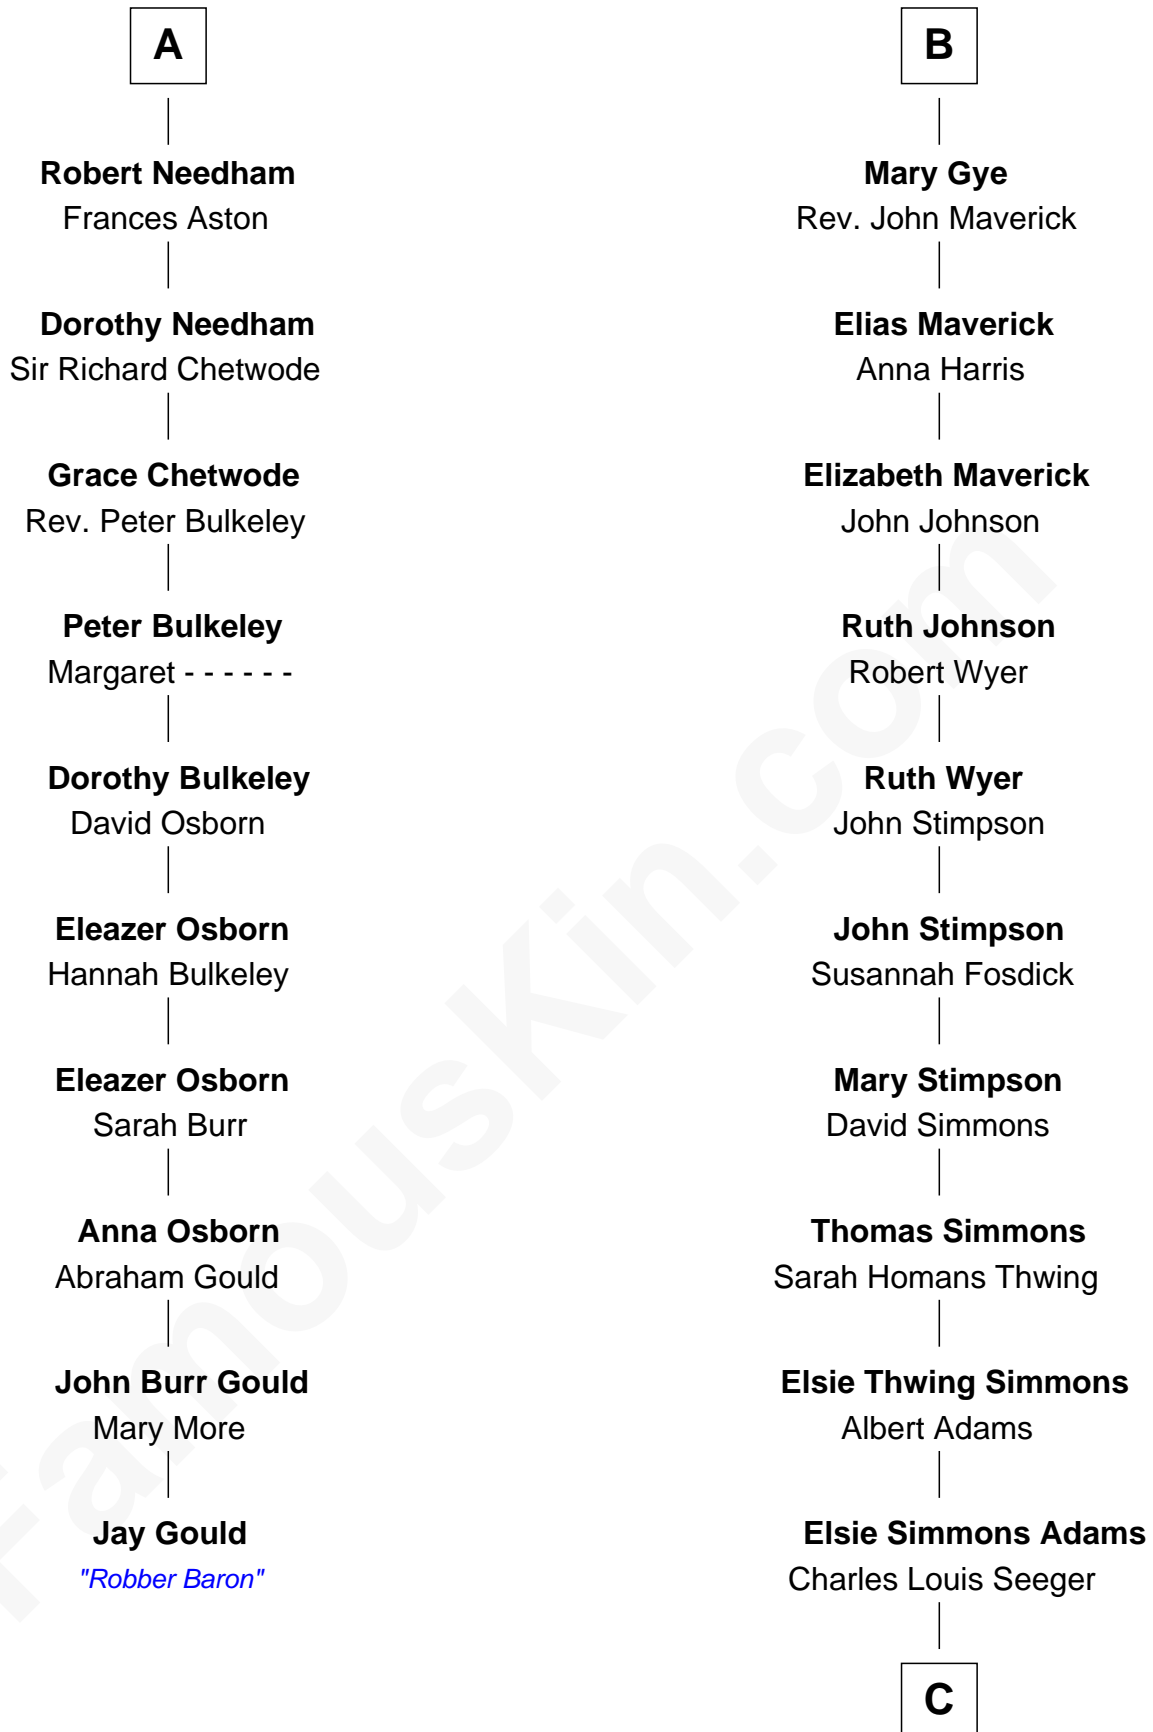 A
Robert Needham
Frances Aston
Dorothy Needham
Sir Richard Chetwode
Grace Chetwode
Rev. Peter Bulkeley
Peter Bulkeley
Margaret - - - - - -
Dorothy Bulkeley
David Osborn
Eleazer Osborn
Hannah Bulkeley
Eleazer Osborn
Sarah Burr
Anna Osborn
Abraham Gould
John Burr Gould
Mary More
Jay Gould
"Robber Baron"
B
Mary Gye
Rev. John Maverick
Elias Maverick
Anna Harris
Elizabeth Maverick
John Johnson
Ruth Johnson
Robert Wyer
Ruth Wyer
John Stimpson
John Stimpson
Susannah Fosdick
Mary Stimpson
David Simmons
Thomas Simmons
Sarah Homans Thwing
Elsie Thwing Simmons
Albert Adams
Elsie Simmons Adams
Charles Louis Seeger
C
FamousKin.com